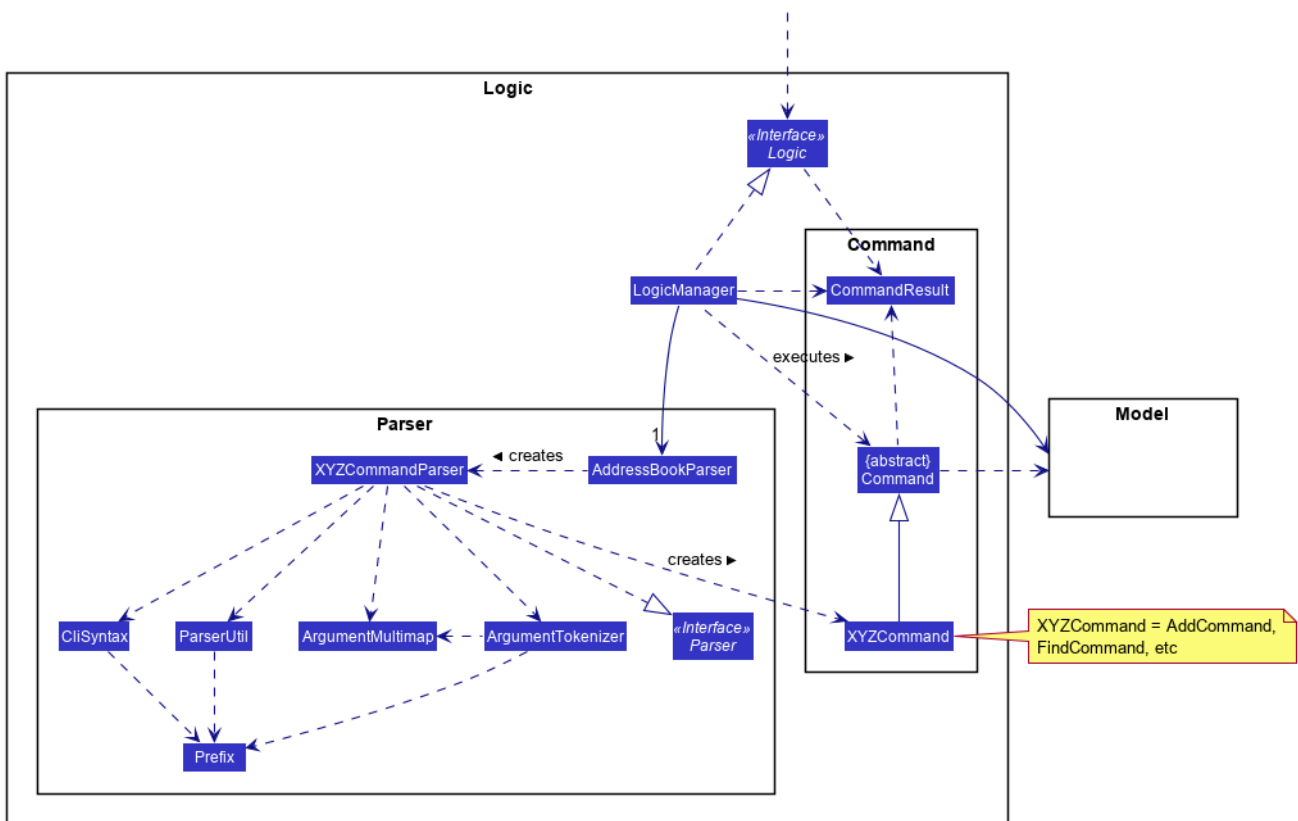 Logic
«Interface»
Logic
Command
LogicManager
CommandResult
executes ►
Model
Parser
1
◄ creates
XYZCommandParser
AddressBookParser
{abstract}
Command
creates ►
CliSyntax
ParserUtil
ArgumentMultimap
ArgumentTokenizer
«Interface»
Parser
XYZCommand
XYZCommand = AddCommand,
FindCommand, etc
Prefix